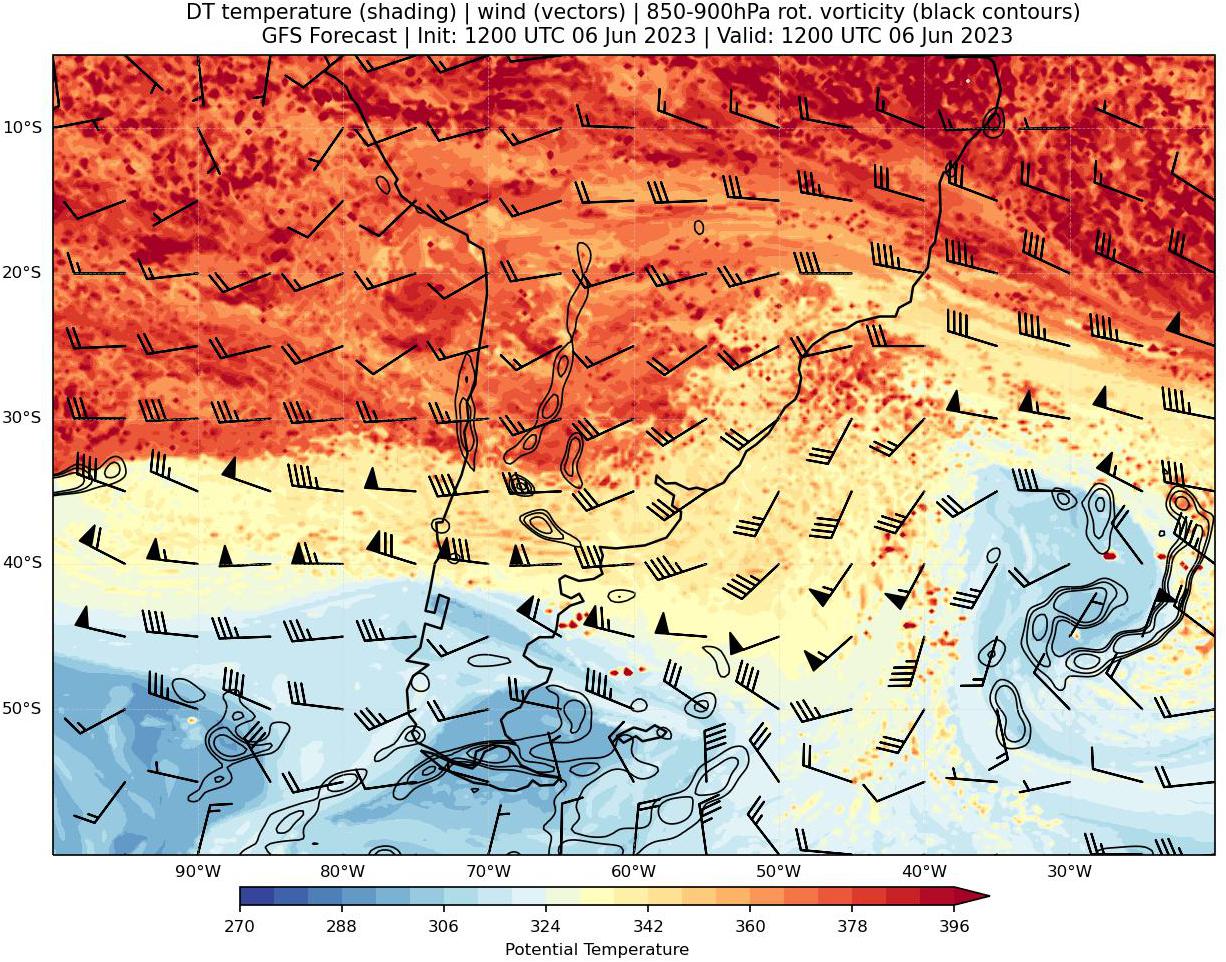 DT temperature (shading) | wind (vectors) | 850-900hPa rot. vorticity (black contours)
GFS Forecast | Init: 1200 UTC 06 Jun 2023 | Valid: 1200 UTC 06 Jun 2023
10°S
20°S
30°S
40°S
50°S
90°W 80°W 70°W 60°W 50°W 40°W 30°W
270 288 306 324 342 360 378 396
Potential Temperature